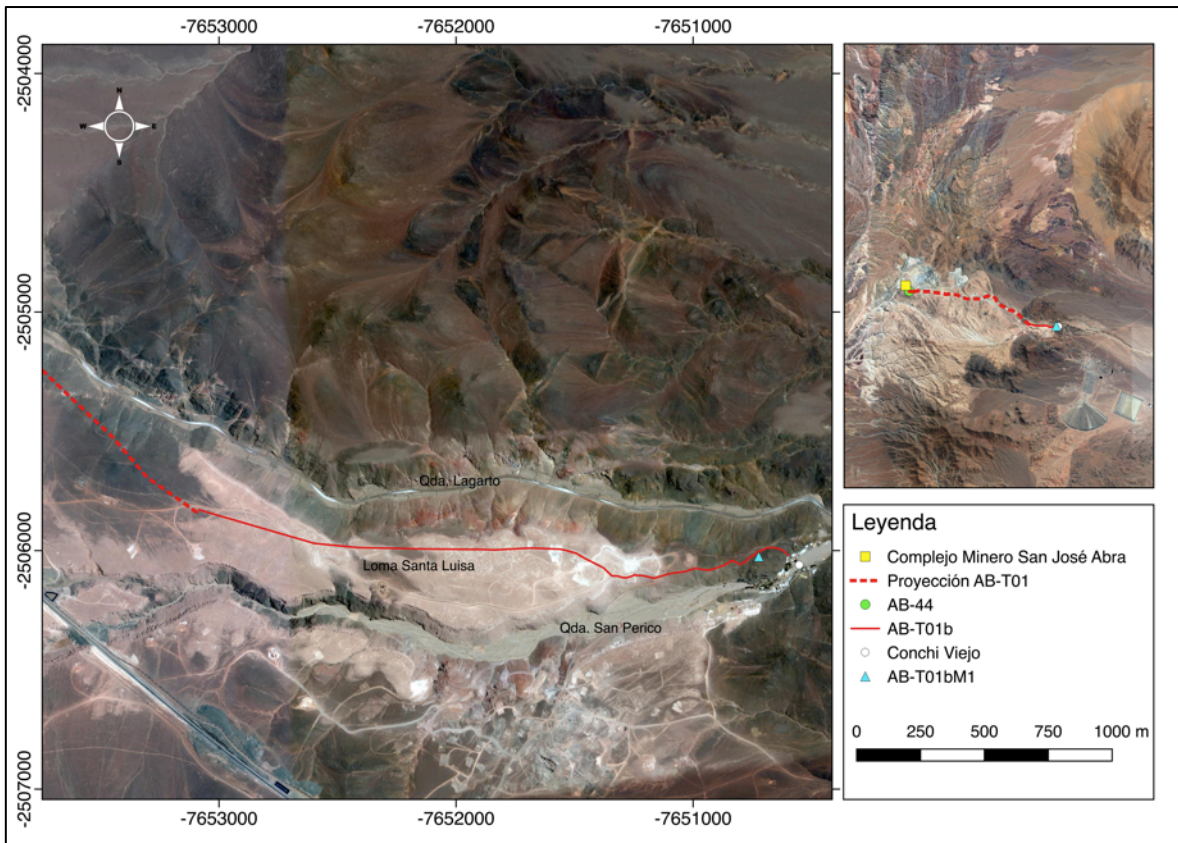 -7653000
-7652000
-7651000
-2504000
-2505000
-2506000
-2507000
N
W
E
S
Qda. Lagarto
Loma Santa Luisa
Qda. San Perico
-7653000
-7652000
-7651000
Leyenda
Complejo Minero San José Abra
Proyección AB-T01
AB-44
AB-T01b
Conchi Viejo
AB-T01bM1
0 250 500 750 1000 m